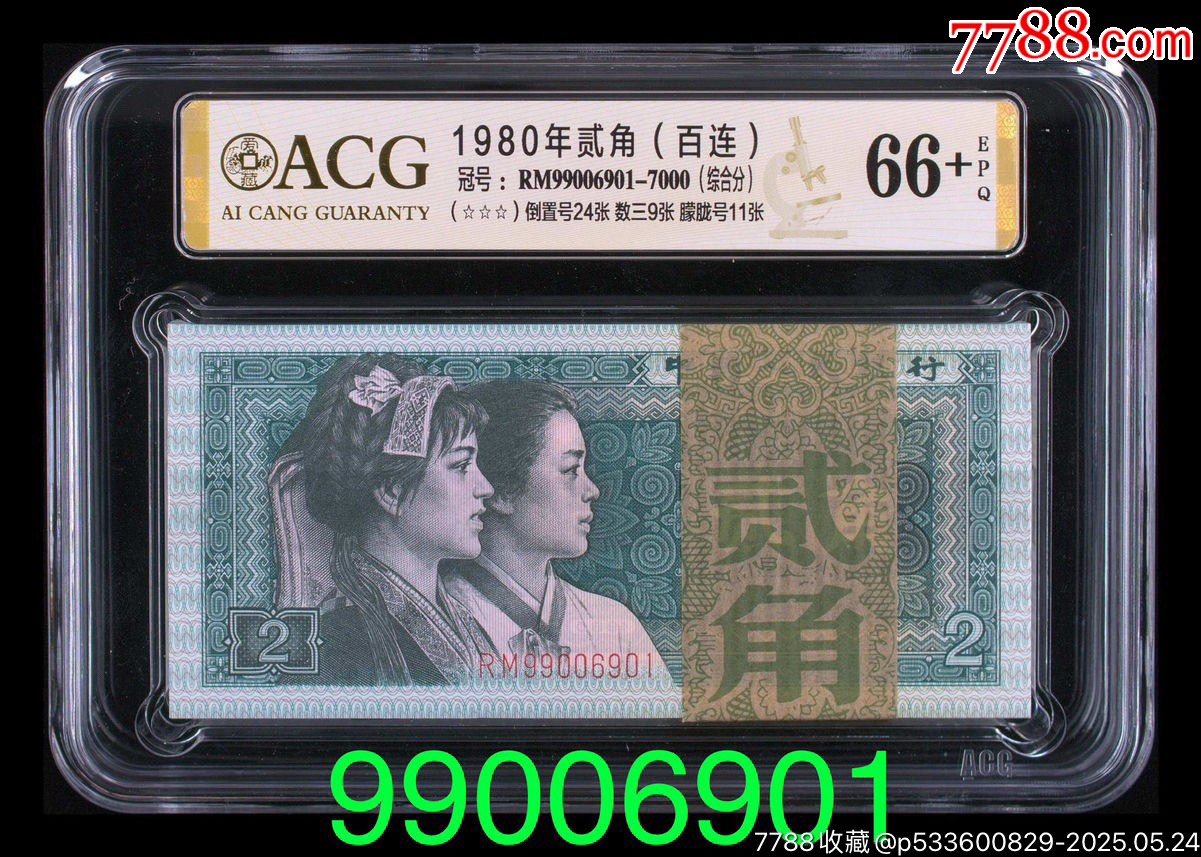 7788.com
ACG
AI CANG GUARANTY
1980年贰角（百连）
冠号：RM99006901-7000（综合分）
(☆☆☆)倒置号24张 数三9张 朦胧号11张
66+
EPQ
行
贰角
2
2
RM99006901
ACG
99006901
7788收藏@p533600829-2025.05.24